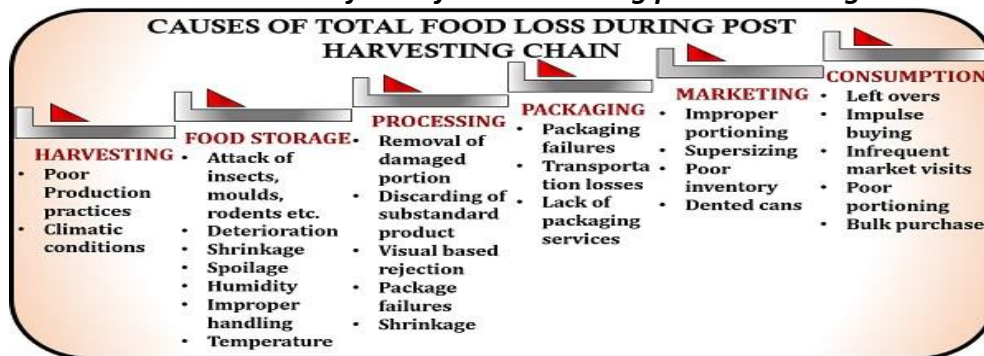 CAUSES OF TOTAL FOOD LOSS DURING POST
HARVESTING CHAIN
HARVESTING
• Poor
Production
practices
• Climatic
conditions
FOOD STORAGE
• Attack of
insects,
moulds,
rodents etc.
• Deterioration
• Shrinkage
• Spoilage
• Humidity
• Improper
handling
• Temperature
PROCESSING
• Removal of
damaged
portion
• Discarding of
substandard
product
• Visual based
rejection
• Package
failures
• Shrinkage
PACKAGING
• Packaging
failures
• Transporta
tion losses
• Lack of
packaging
services
MARKETING
• Improper
portioning
• Supersizing
• Poor
inventory
• Dented cans
CONSUMPTION
• Left overs
• Impulse
buying
• Infrequent
market visits
• Poor
portioning
• Bulk purchase